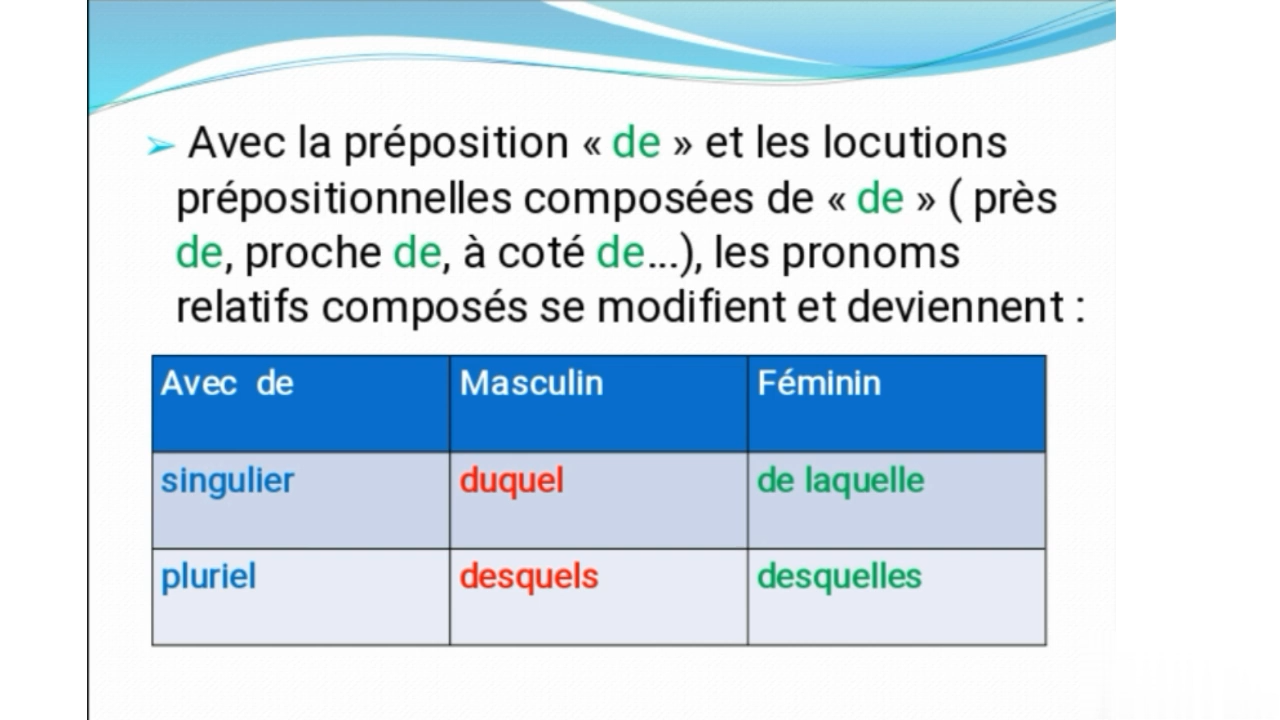 ➢ Avec la préposition « de » et les locutions
prépositionnelles composées de « de » ( près
de, proche de, à coté de...), les pronoms
relatifs composés se modifient et deviennent :
Avec de Masculin Féminin
singulier duquel de laquelle
pluriel desquels desquelles